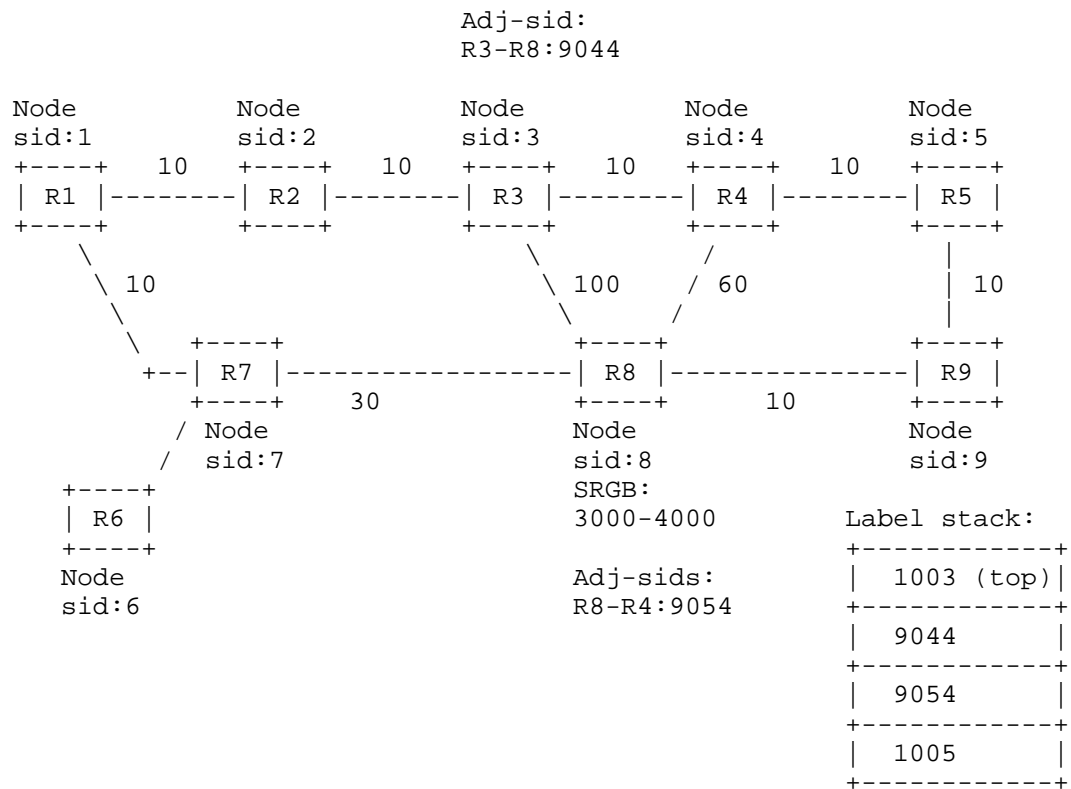 Adj-sid:
R3-R8:9044
Node Node Node Node Node
sid:1 sid:2 sid:3 sid:4 sid:5
+----+ 10 +----+ 10 +----+ 10 +----+ 10 +----+
| R1 |--------| R2 |--------| R3 |--------| R4 |--------| R5 |
+----+ +----+ +----+ +----+ +----+
\ \ / |
\ 10 \ 100 / 60 | 10
\ \ / |
\ +----+ +----+ +----+
+--| R7 |-----------------| R8 |--------------| R9 |
+----+ 30 +----+ 10 +----+
/ Node Node Node
/ sid:7 sid:8 sid:9
+----+ SRGB:
| R6 | 3000-4000 Label stack:
+----+ +------------+
Node Adj-sids: | 1003 (top)|
sid:6 R8-R4:9054 +------------+
| 9044 |
+------------+
| 9054 |
+------------+
| 1005 |
+------------+